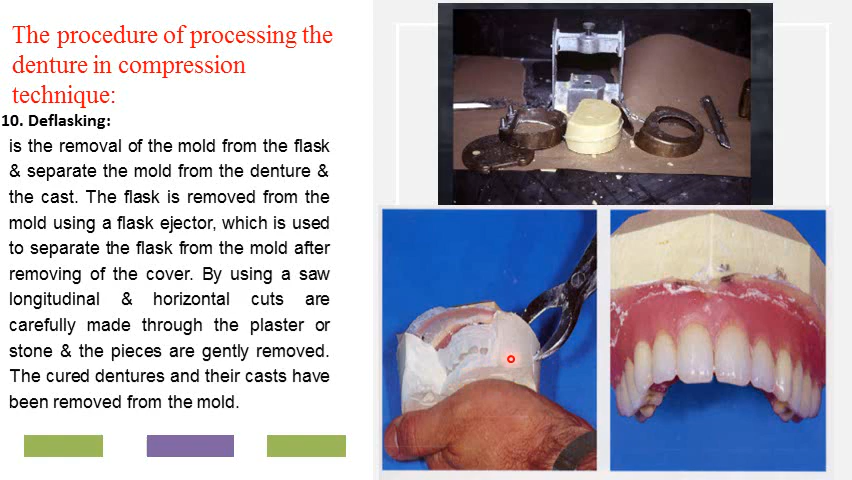 The procedure of processing the
denture in compression
technique:
10. Deflasking:
is the removal of the mold from the flask
& separate the mold from the denture &
the cast. The flask is removed from the
mold using a flask ejector, which is used
to separate the flask from the mold after
removing of the cover. By using a saw
longitudinal & horizontal cuts are
carefully made through the plaster or
stone & the pieces are gently removed.
The cured dentures and their casts have
been removed from the mold.